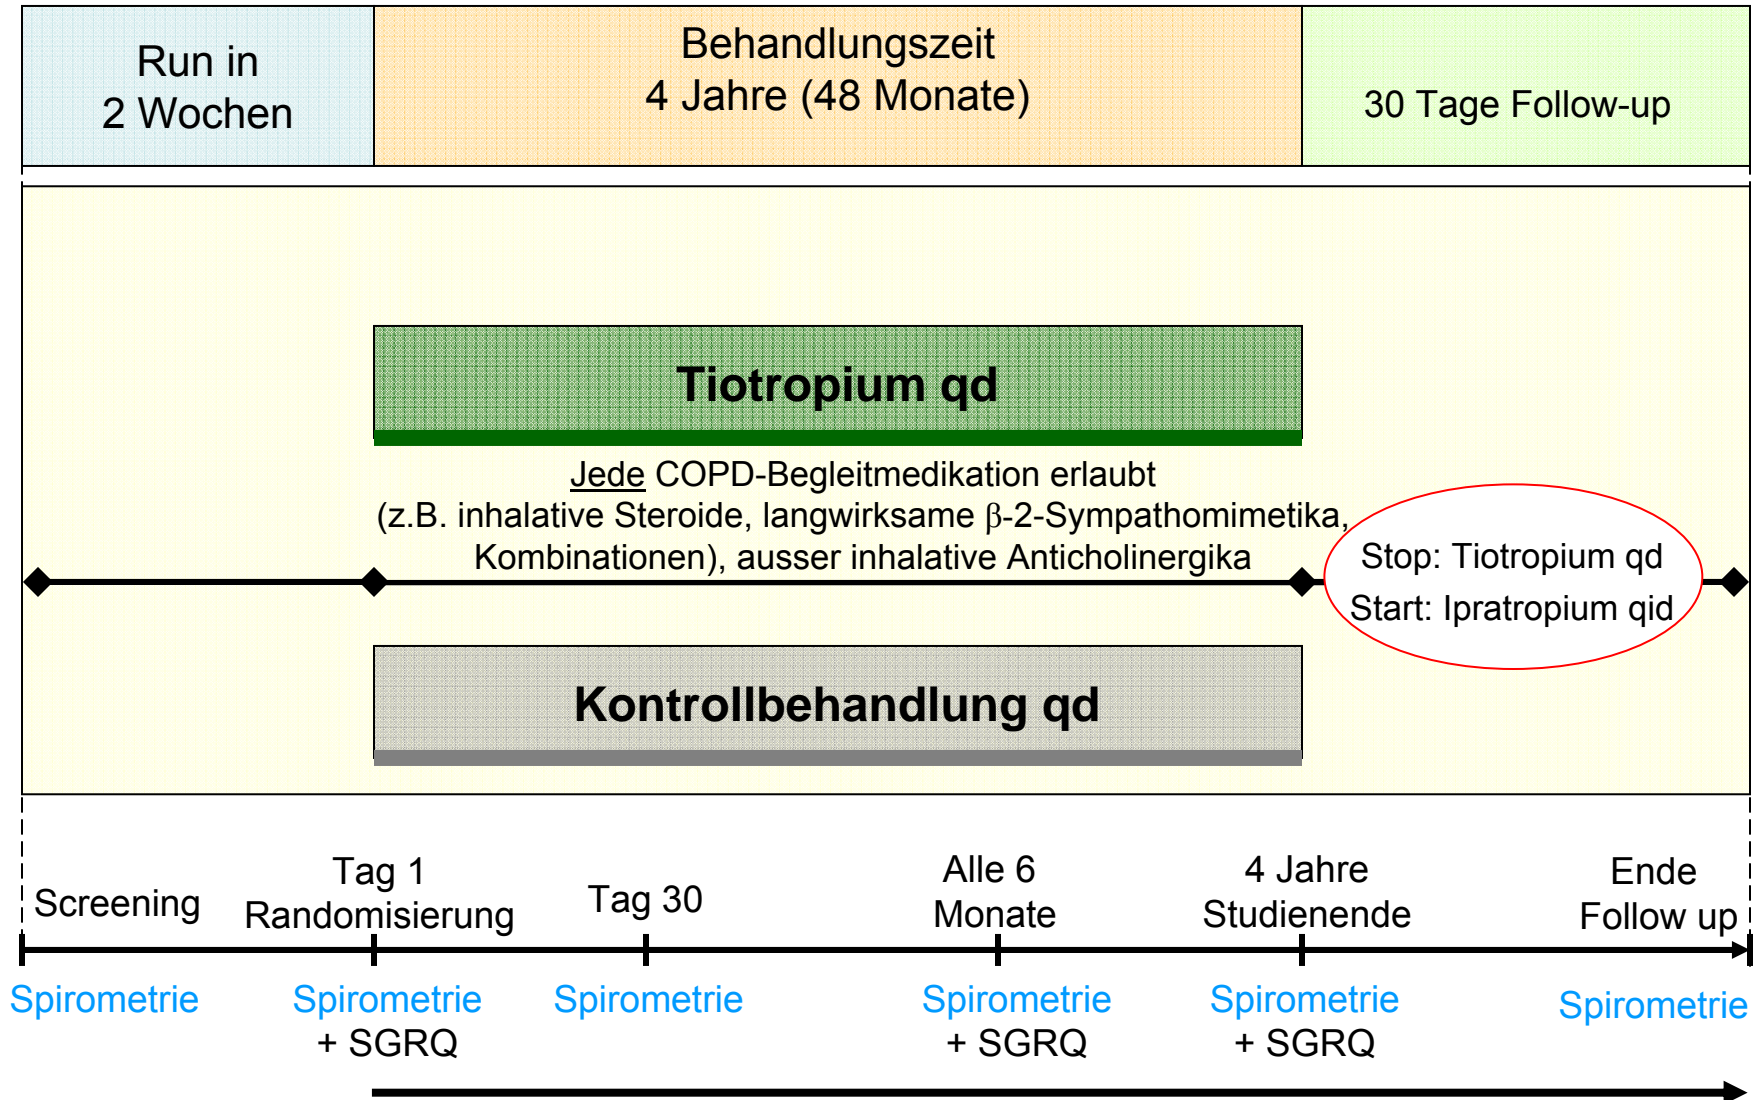 Run in
2 Wochen
Behandlungszeit
4 Jahre (48 Monate)
30 Tage Follow-up
Tiotropium qd
Jede COPD-Begleitmedikation erlaubt
(z.B. inhalative Steroide, langwirksame β-2-Sympathomimetika,
Kombinationen), ausser inhalative Anticholinergika
Stop: Tiotropium qd
Start: Ipratropium qid
Kontrollbehandlung qd
Screening
Tag 1
Randomisierung
Tag 30
Alle 6
Monate
4 Jahre
Studienende
Ende
Follow up
Spirometrie
Spirometrie
+ SGRQ
Spirometrie
Spirometrie
+ SGRQ
Spirometrie
+ SGRQ
Spirometrie